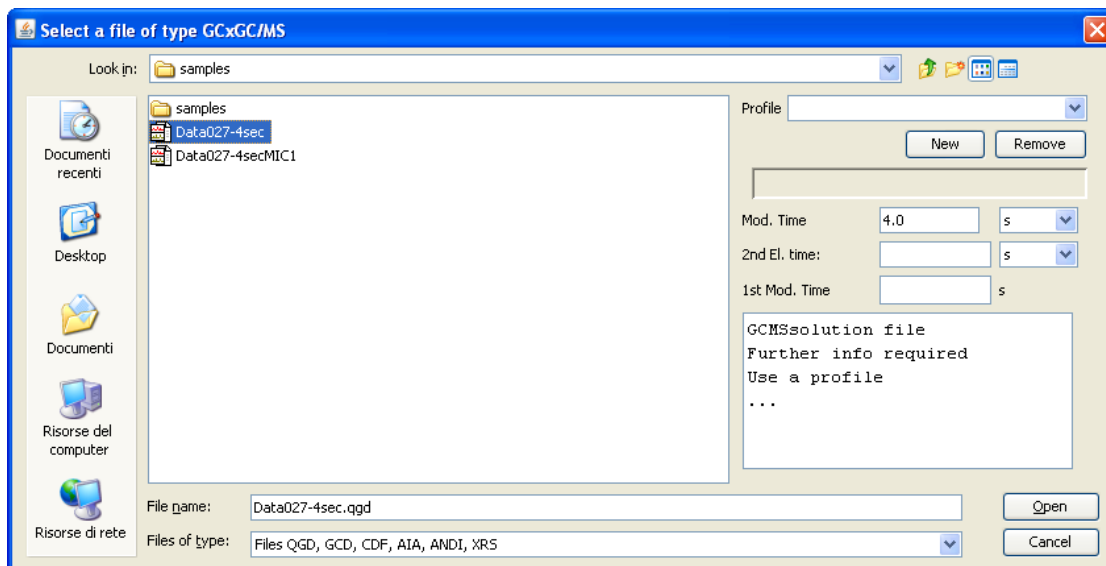 Select a file of type GCxGC/MS
Look in:
samples
Documenti
recenti
Desktop
Documenti
Risorse del
computer
Risorse di rete
samples
Data027-4sec
Data027-4secMIC1
Profile
New
Remove
Mod. Time
4.0
s
2nd El. time:
s
1st Mod. Time
s
GCMSsolution file
Further info required
Use a profile
...
File name:
Data027-4sec.qgd
Open
Files of type:
Files QGD, GCD, CDF, AIA, ANDI, XRS
Cancel